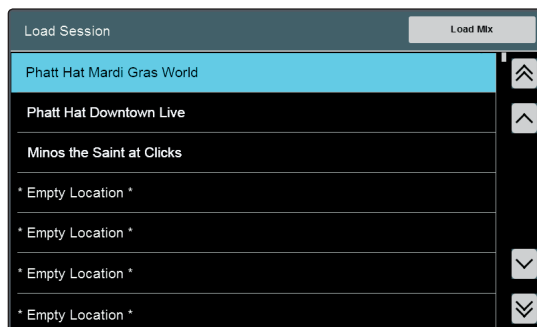 Load Session
Load Mix
Phatt Hat Mardi Gras World
Phatt Hat Downtown Live
Minos the Saint at Clicks
* Empty Location *
* Empty Location *
* Empty Location *
* Empty Location *